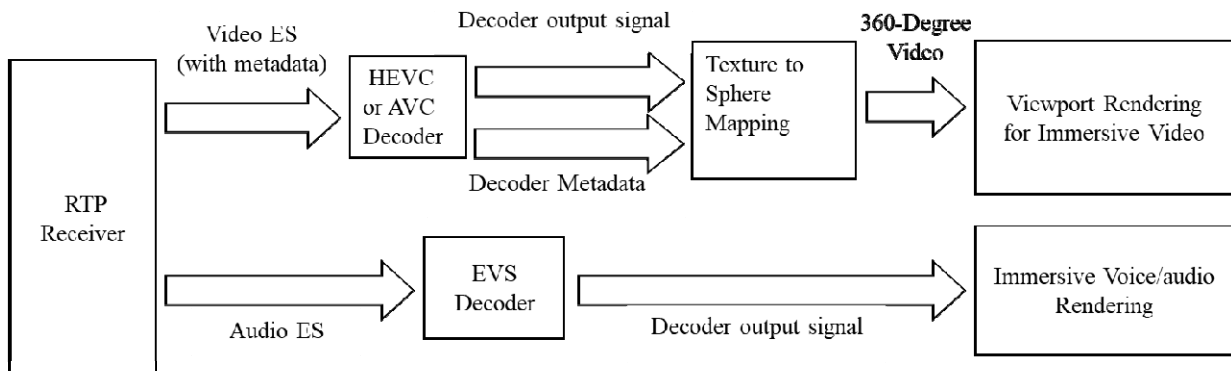 RTP
Receiver
Video ES
(with metadata)
HEVC
or AVC
Decoder
Decoder output signal
Decoder Metadata
Texture to
Sphere
Mapping
360-Degree
Video
Viewport Rendering
for Immersive Video
Audio ES
EVS
Decoder
Decoder output signal
Immersive Voice/audio
Rendering